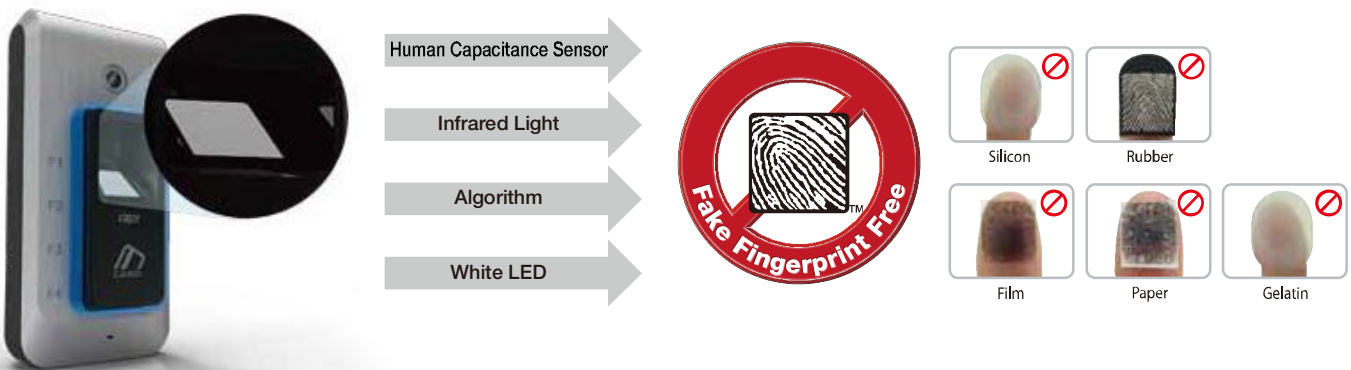 F1
F2
F3
F4
CARD
Human Capacitance Sensor
Infrared Light
Algorithm
White LED
Fake Fingerprint Free
TM
Silicon
Rubber
Film
Paper
Gelatin